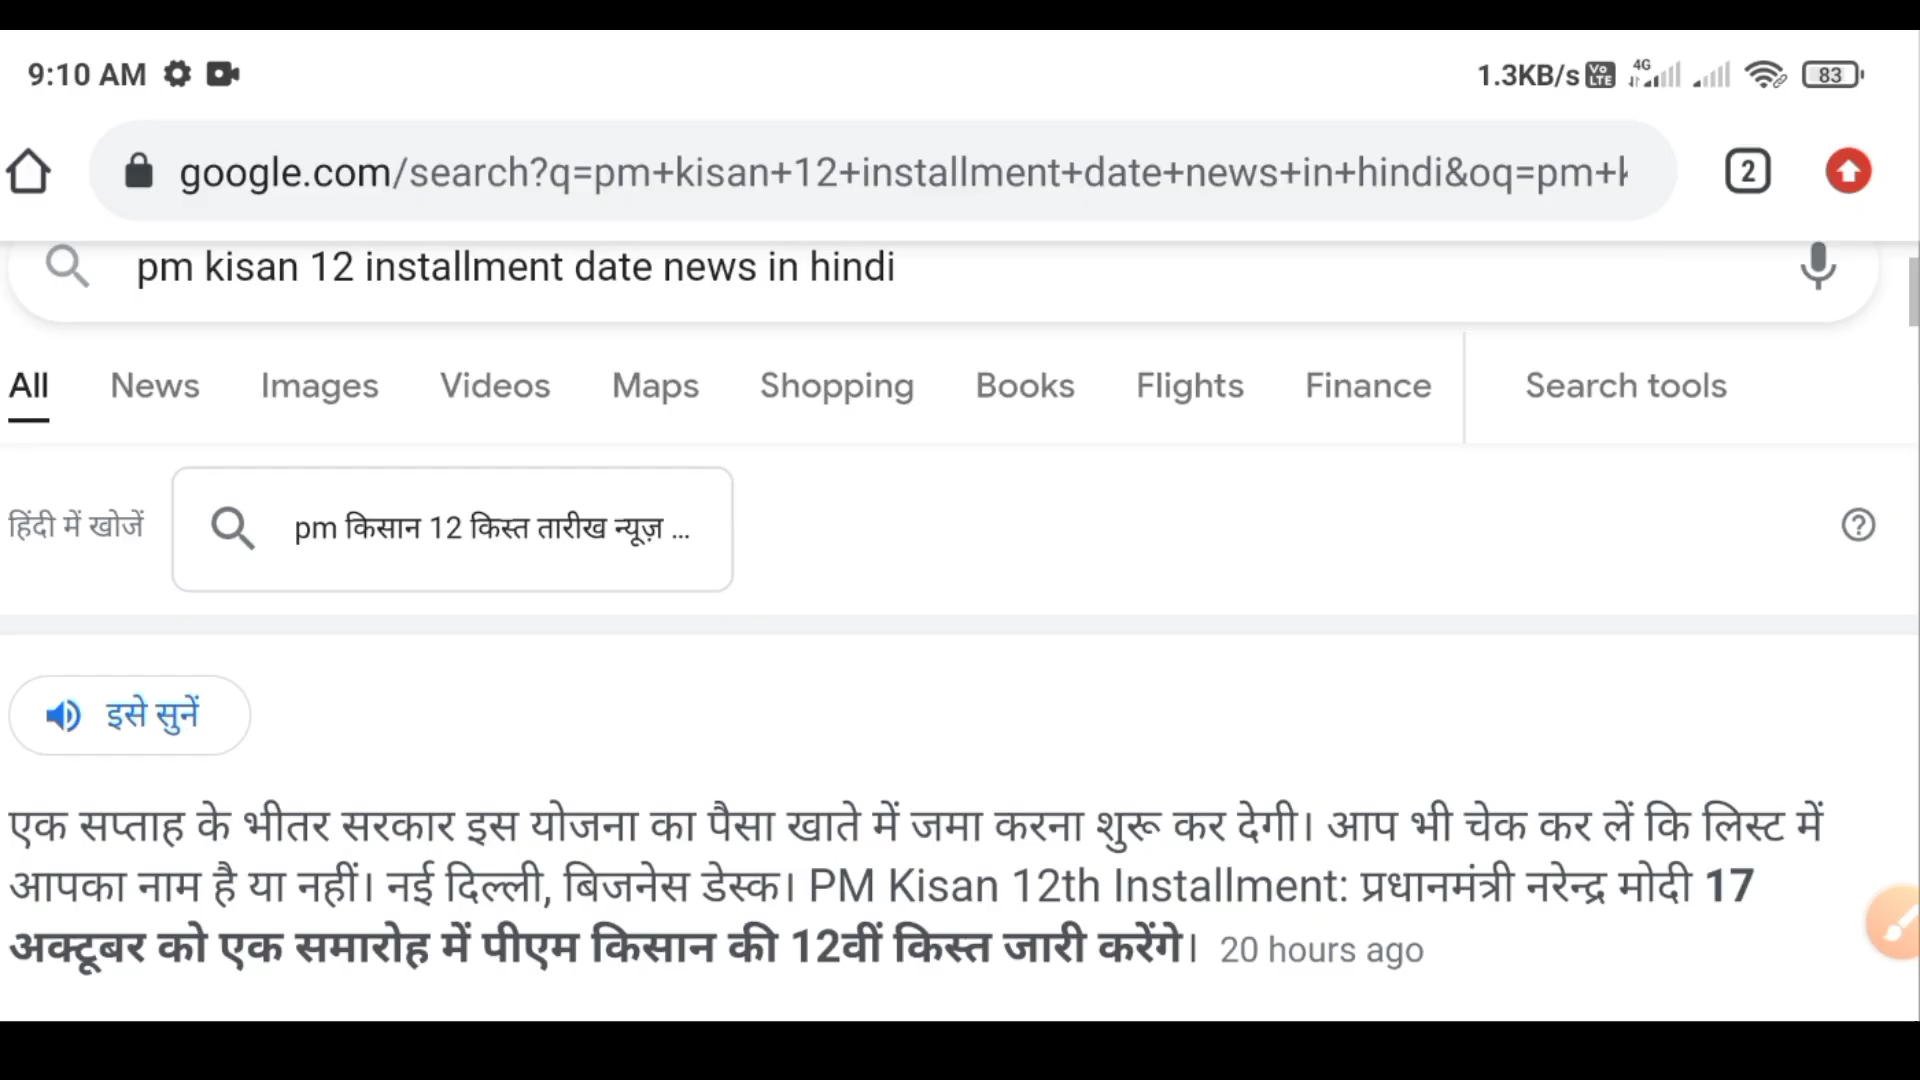 9:10 AM 1.3KB/s Vo LTE 4G 83
google.com/search?q=pm+kisan+12+installment+date+news+in+hindi&oq=pm+k 2
pm kisan 12 installment date news in hindi
All News Images Videos Maps Shopping Books Flights Finance Search tools
हिंदी में खोजें pm किसान 12 किस्त तारीख न्यूज़ ...
इसे सुनें
एक सप्ताह के भीतर सरकार इस योजना का पैसा खाते में जमा करना शुरू कर देगी। आप भी चेक कर लें कि लिस्ट में
आपका नाम है या नहीं। नई दिल्ली, बिजनेस डेस्क। PM Kisan 12th Installment: प्रधानमंत्री नरेन्द्र मोदी 17
अक्टूबर को एक समारोह में पीएम किसान की 12वीं किस्त जारी करेंगे। 20 hours ago